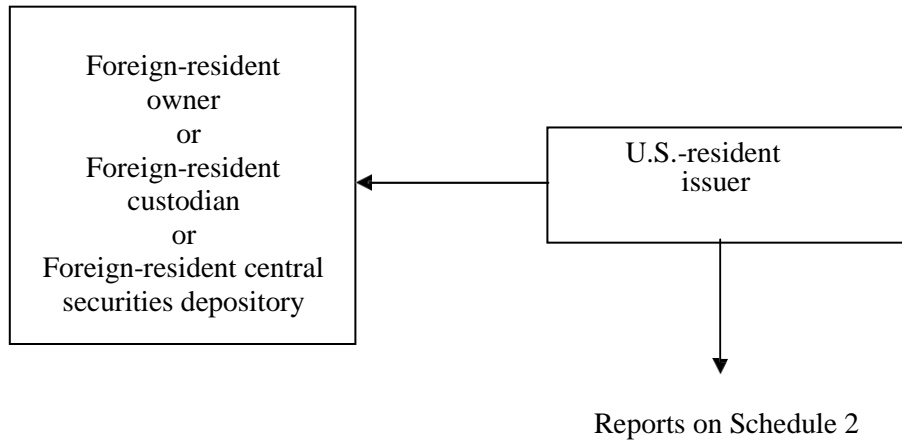 Foreign-resident
owner
or
Foreign-resident
custodian
or
Foreign-resident central
securities depository
U.S.-resident
issuer
Reports on Schedule 2